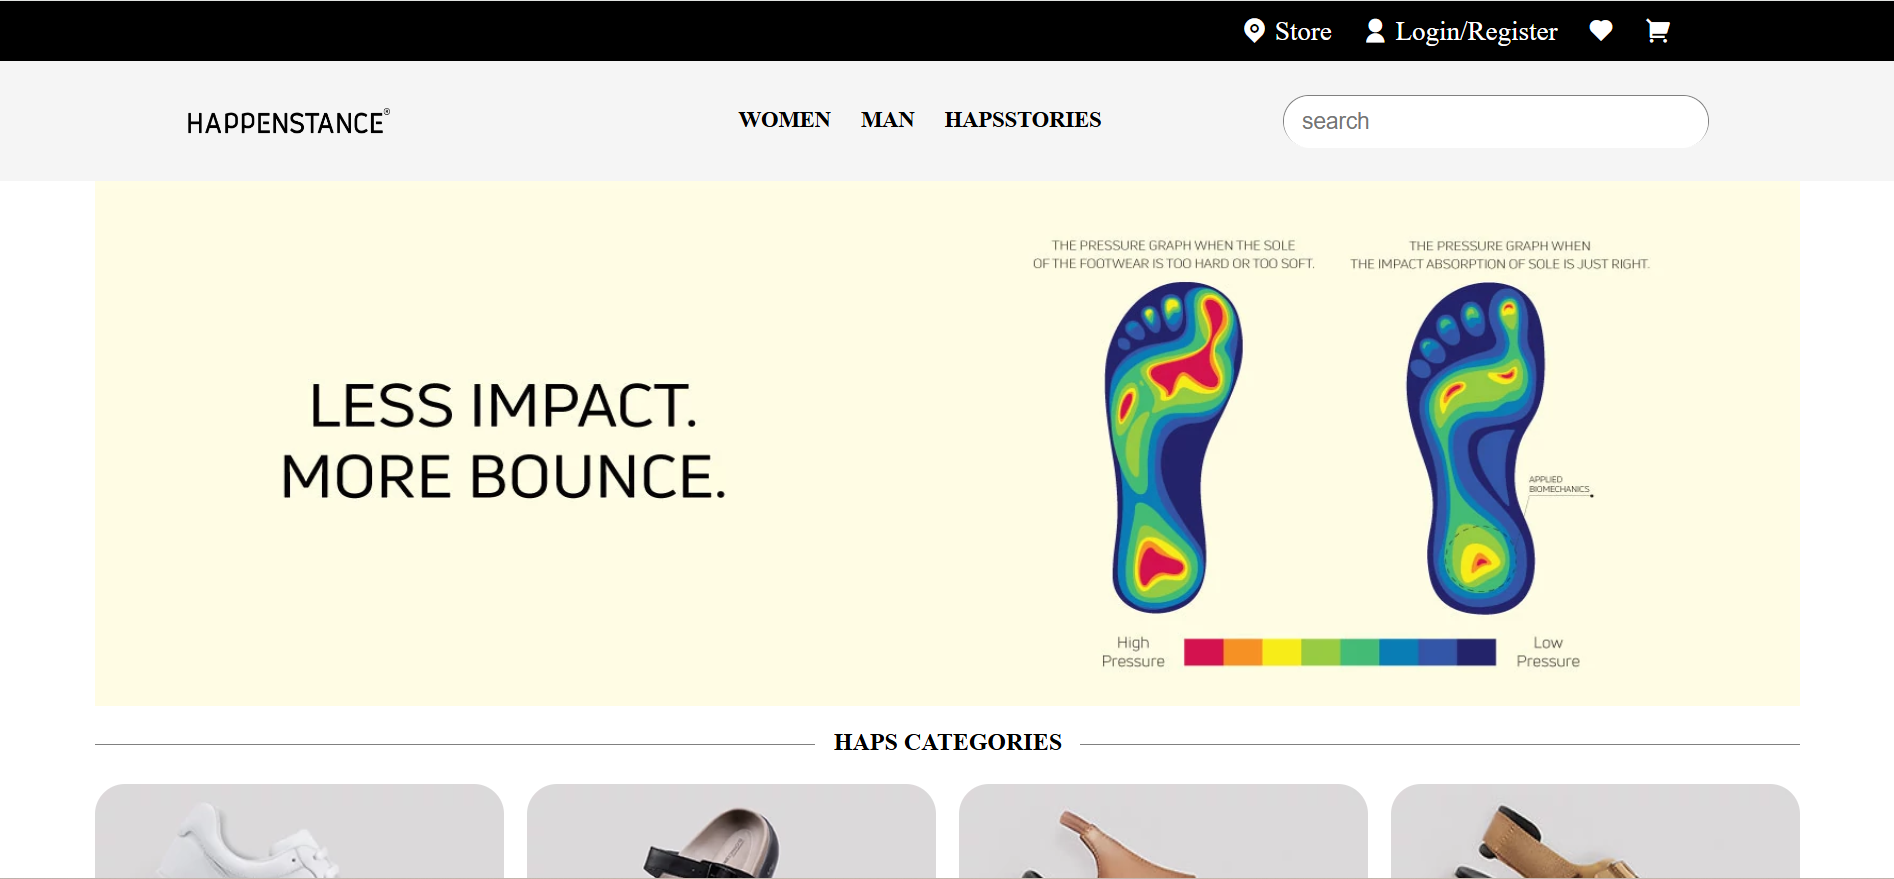 Store
Login/Register
HAPPENSTANCE®
WOMEN
MAN
HAPSSTORIES
search
LESS IMPACT.
MORE BOUNCE.
THE PRESSURE GRAPH WHEN THE SOLE
OF THE FOOTWEAR IS TOO HARD OR TOO SOFT.
THE PRESSURE GRAPH WHEN
THE IMPACT ABSORPTION OF SOLE IS JUST RIGHT.
APPLIED
BIOMECHANICS
High
Pressure
Low
Pressure
HAPS CATEGORIES